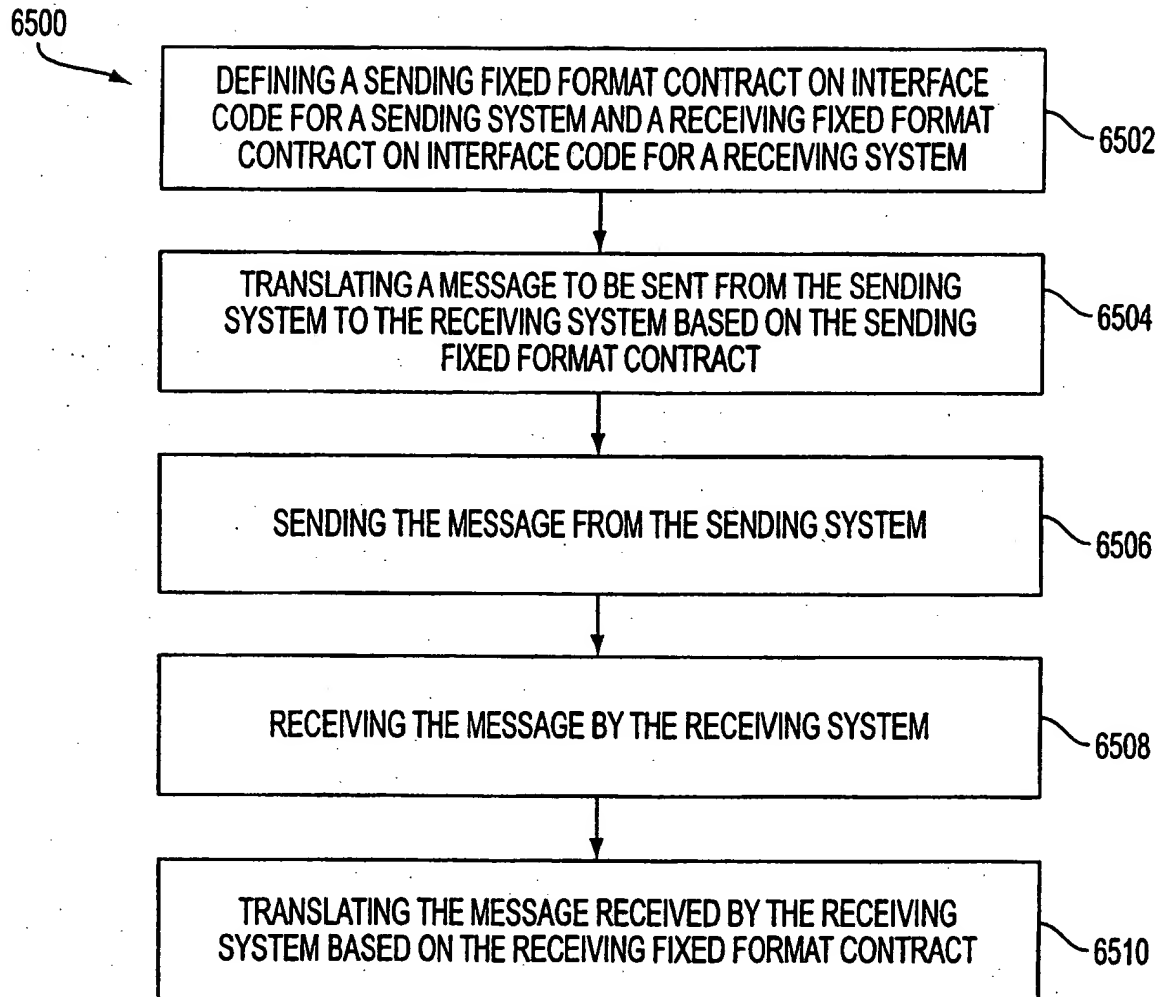 6500
DEFINING A SENDING FIXED FORMAT CONTRACT ON INTERFACE
CODE FOR A SENDING SYSTEM AND A RECEIVING FIXED FORMAT
CONTRACT ON INTERFACE CODE FOR A RECEIVING SYSTEM
6502
TRANSLATING A MESSAGE TO BE SENT FROM THE SENDING
SYSTEM TO THE RECEIVING SYSTEM BASED ON THE SENDING
FIXED FORMAT CONTRACT
6504
SENDING THE MESSAGE FROM THE SENDING SYSTEM
6506
RECEIVING THE MESSAGE BY THE RECEIVING SYSTEM
6508
TRANSLATING THE MESSAGE RECEIVED BY THE RECEIVING
SYSTEM BASED ON THE RECEIVING FIXED FORMAT CONTRACT
6510